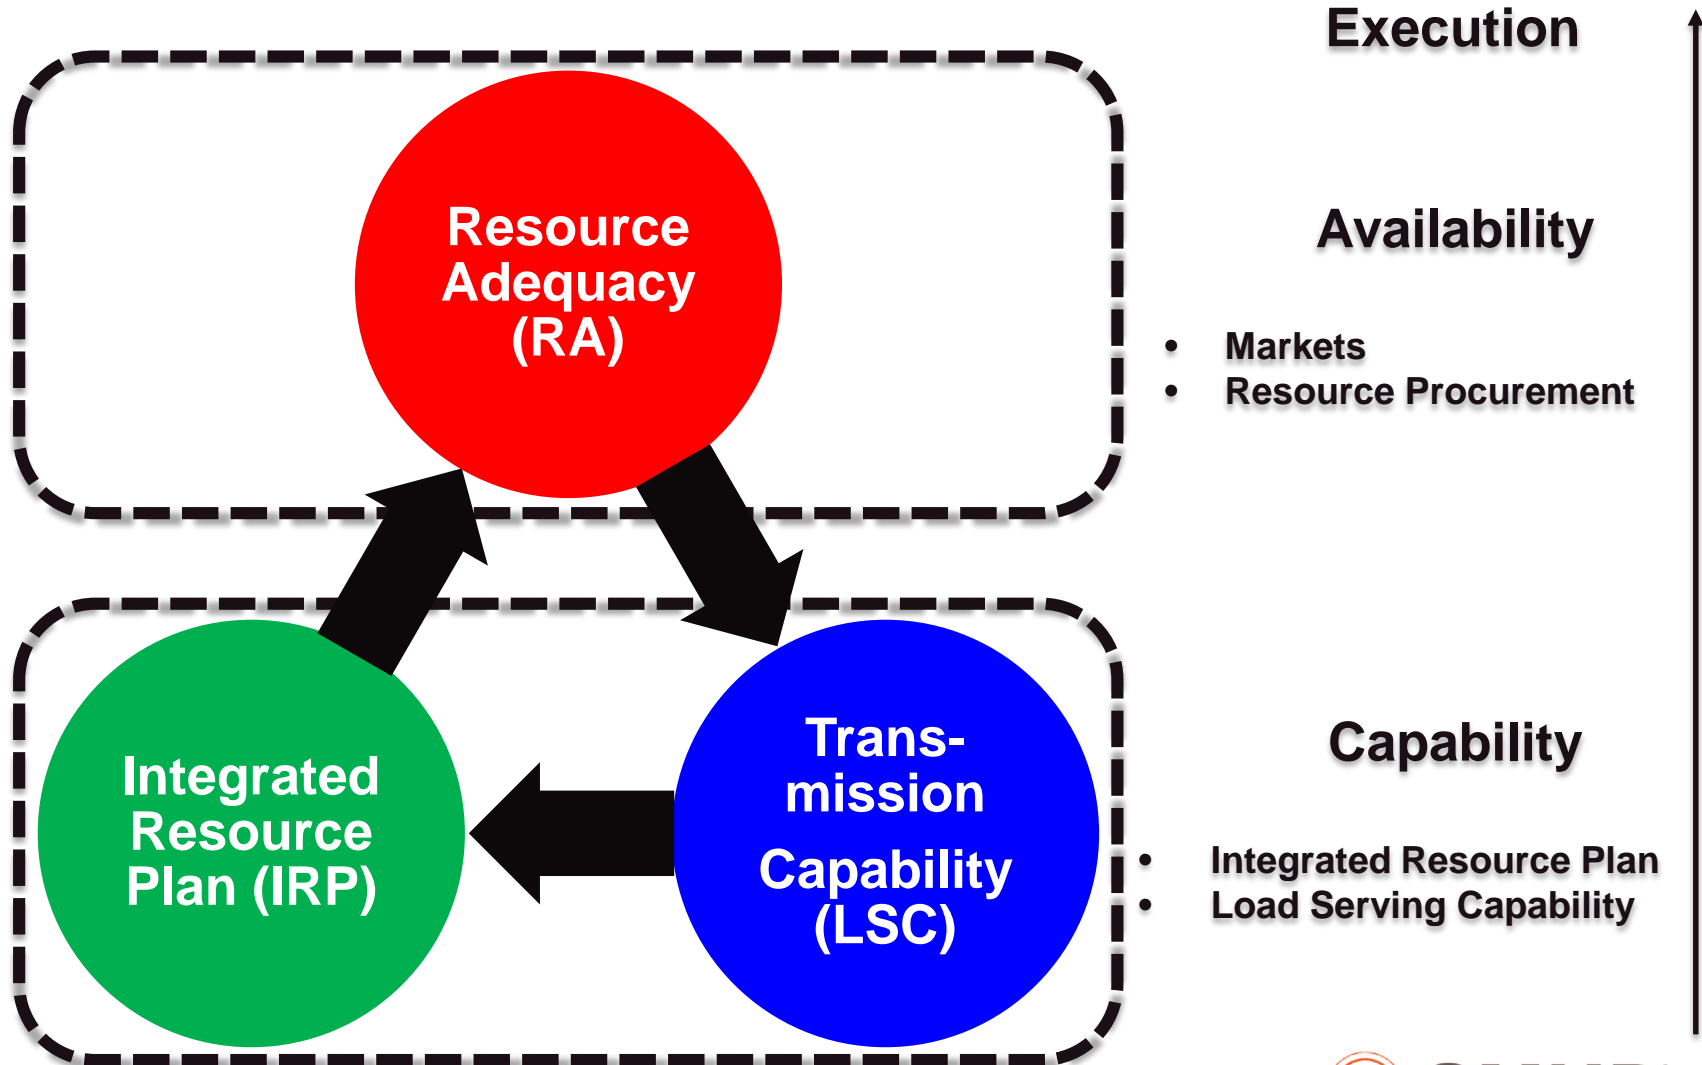 Execution
Resource
Adequacy
(RA)
Availability
• Markets
• Resource Procurement
Integrated
Resource
Plan (IRP)
Trans-
mission
Capability
(LSC)
Capability
• Integrated Resource Plan
• Load Serving Capability